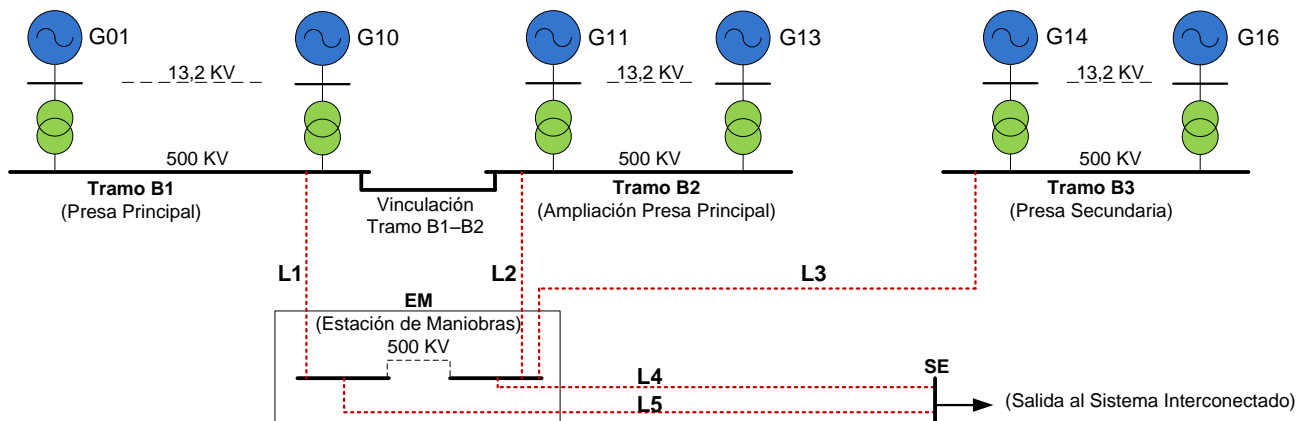 G01
G10
G11
G13
G14
G16
13,2 KV
13,2 KV
13,2 KV
500 KV
500 KV
500 KV
Tramo B1
(Presa Principal)
Vinculación
Tramo B1–B2
Tramo B2
(Ampliación Presa Principal)
Tramo B3
(Presa Secundaria)
L1
L2
L3
EM
(Estación de Maniobras)
500 KV
L4
L5
SE
(Salida al Sistema Interconectado)